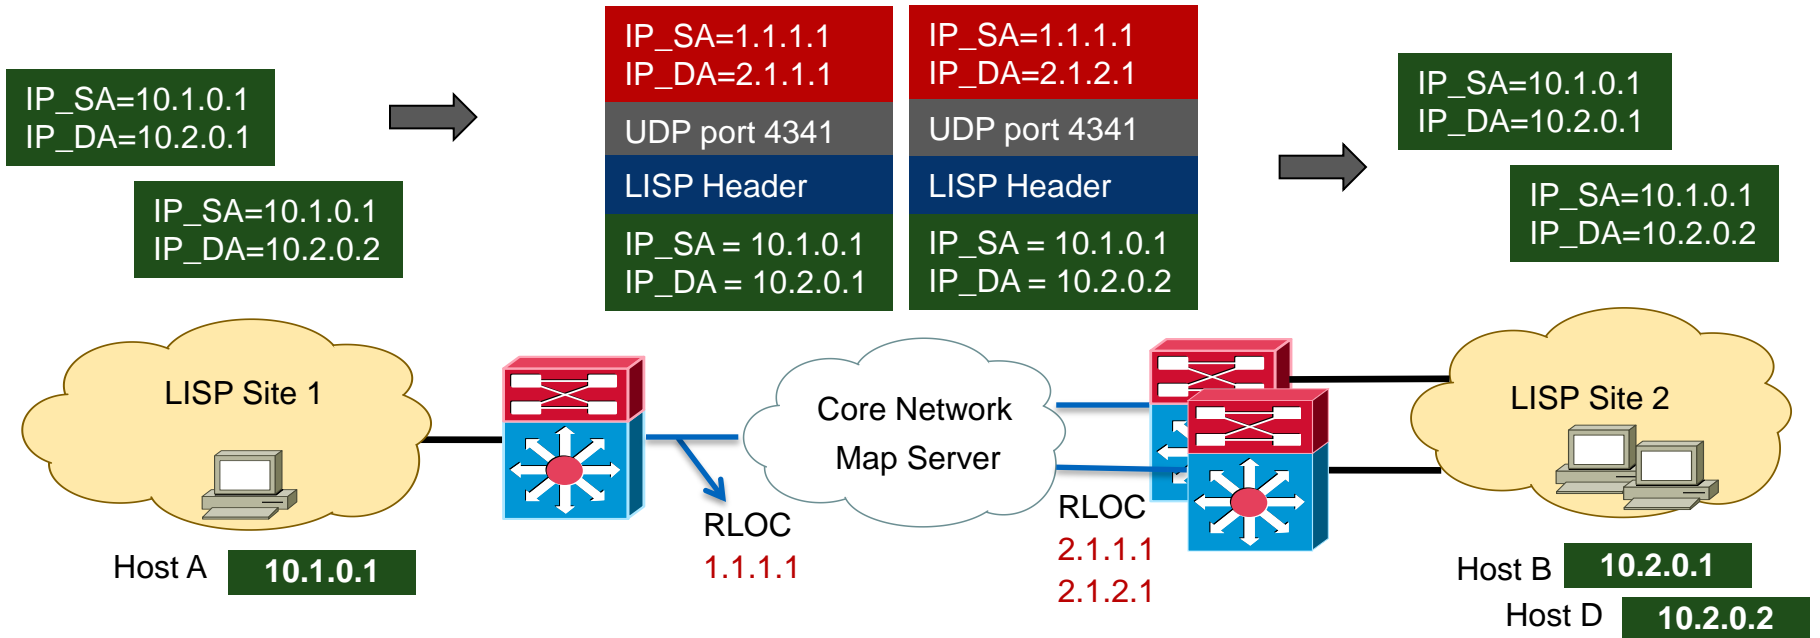 IP_SA=10.1.0.1
IP_DA=10.2.0.1
IP_SA=10.1.0.1
IP_DA=10.2.0.2
IP_SA=1.1.1.1
IP_DA=2.1.1.1
UDP port 4341
LISP Header
IP_SA = 10.1.0.1
IP_DA = 10.2.0.1
IP_SA=1.1.1.1
IP_DA=2.1.2.1
UDP port 4341
LISP Header
IP_SA = 10.1.0.1
IP_DA = 10.2.0.2
IP_SA=10.1.0.1
IP_DA=10.2.0.1
IP_SA=10.1.0.1
IP_DA=10.2.0.2
LISP Site 1
Core Network
Map Server
LISP Site 2
RLOC
1.1.1.1
RLOC
2.1.1.1
2.1.2.1
Host A 10.1.0.1
Host B 10.2.0.1
Host D 10.2.0.2